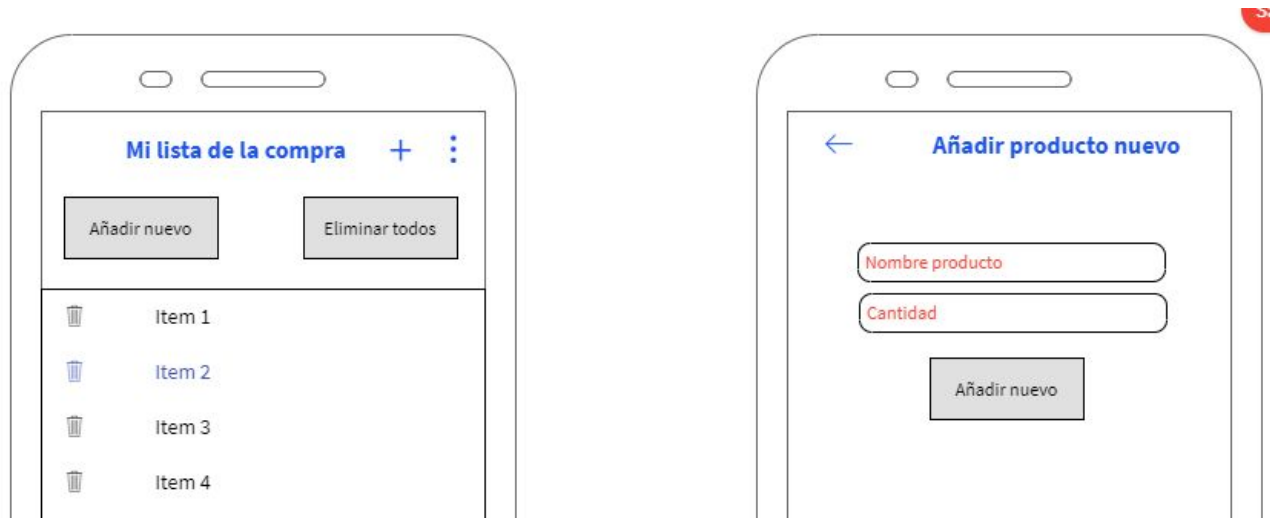 Mi lista de la compra
Añadir nuevo
Eliminar todos
Item 1
Item 2
Item 3
Item 4
Añadir producto nuevo
Nombre producto
Cantidad
Añadir nuevo